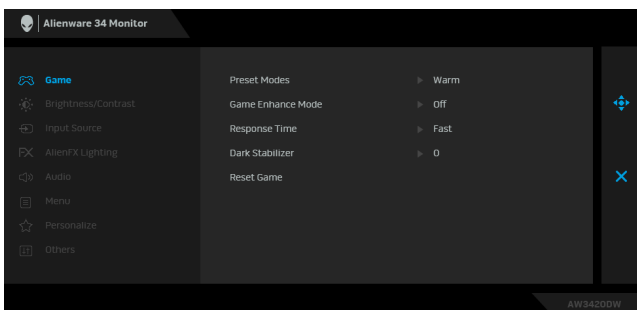 Alienware 34 Monitor
Game
Preset Modes Warm
Brightness/Contrast
Game Enhance Mode Off
Input Source
Response Time Fast
AlienFX Lighting
Dark Stabilizer 0
Audio
Reset Game
Menu
Personalize
Others
AW3420DW